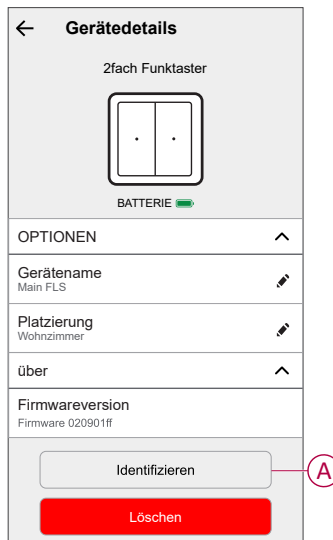 Gerätedetails
2fach Funktaster
BATTERIE
OPTIONEN
Gerätename
Main FLS
Platzierung
Wohnzimmer
über
Firmwareversion
Firmware 020901ff
Identifizieren
A
Löschen